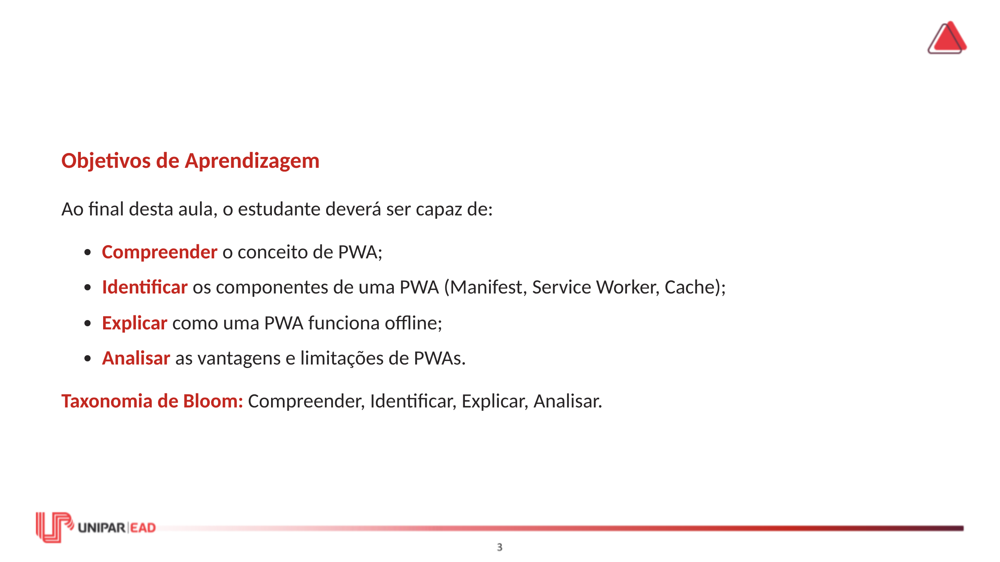 Objetivos de Aprendizagem
Ao final desta aula, o estudante deverá ser capaz de:
• Compreender o conceito de PWA;
• Identificar os componentes de uma PWA (Manifest, Service Worker, Cache);
• Explicar como uma PWA funciona offline;
• Analisar as vantagens e limitações de PWAs.
Taxonomia de Bloom: Compreender, Identificar, Explicar, Analisar.
UNIPAR|EAD
3